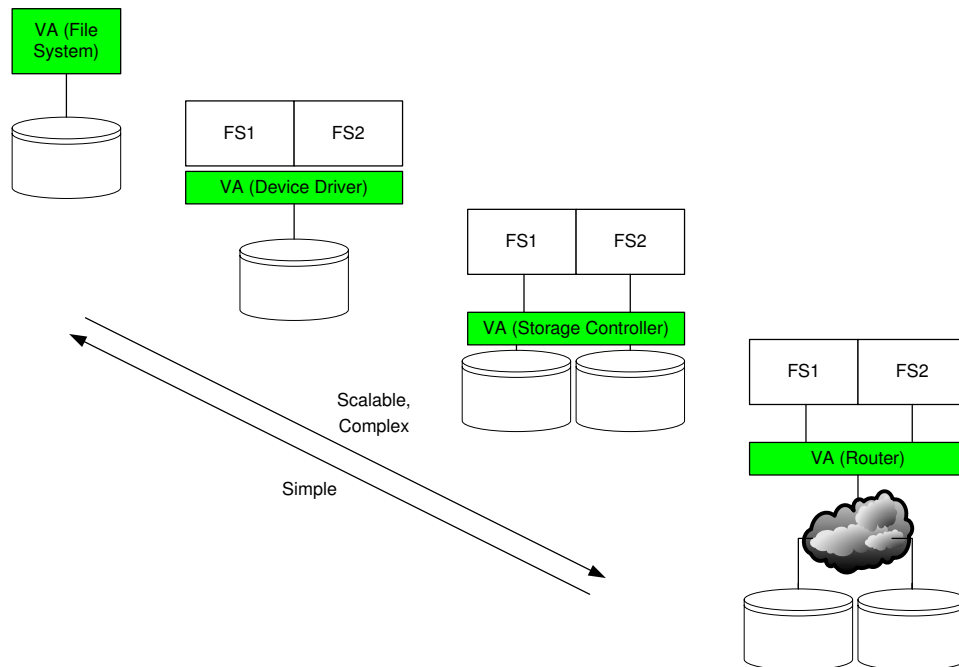 VA (File
System)
FS1
FS2
VA (Device Driver)
FS1
FS2
VA (Storage Controller)
FS1
FS2
VA (Router)
Scalable,
Complex
Simple